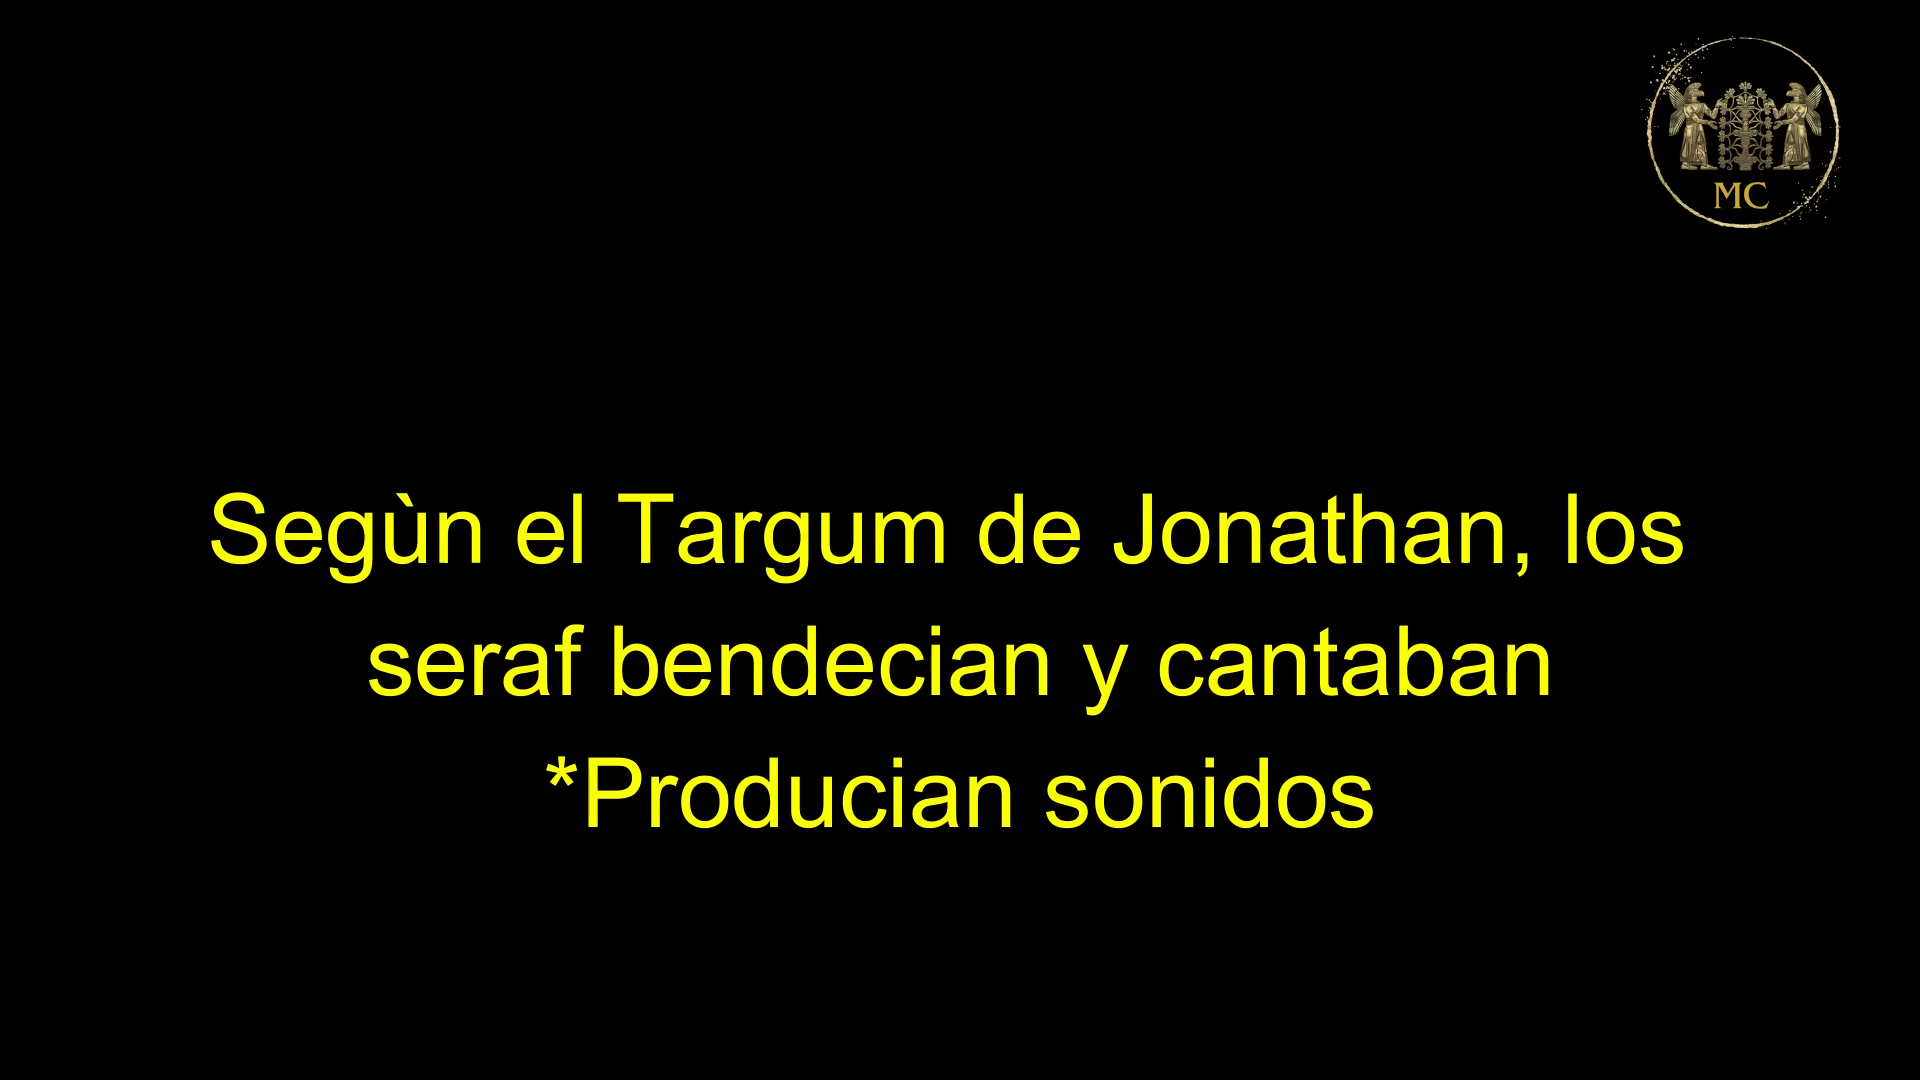 MC
Segùn el Targum de Jonathan, los
seraf bendecian y cantaban
*Producian sonidos